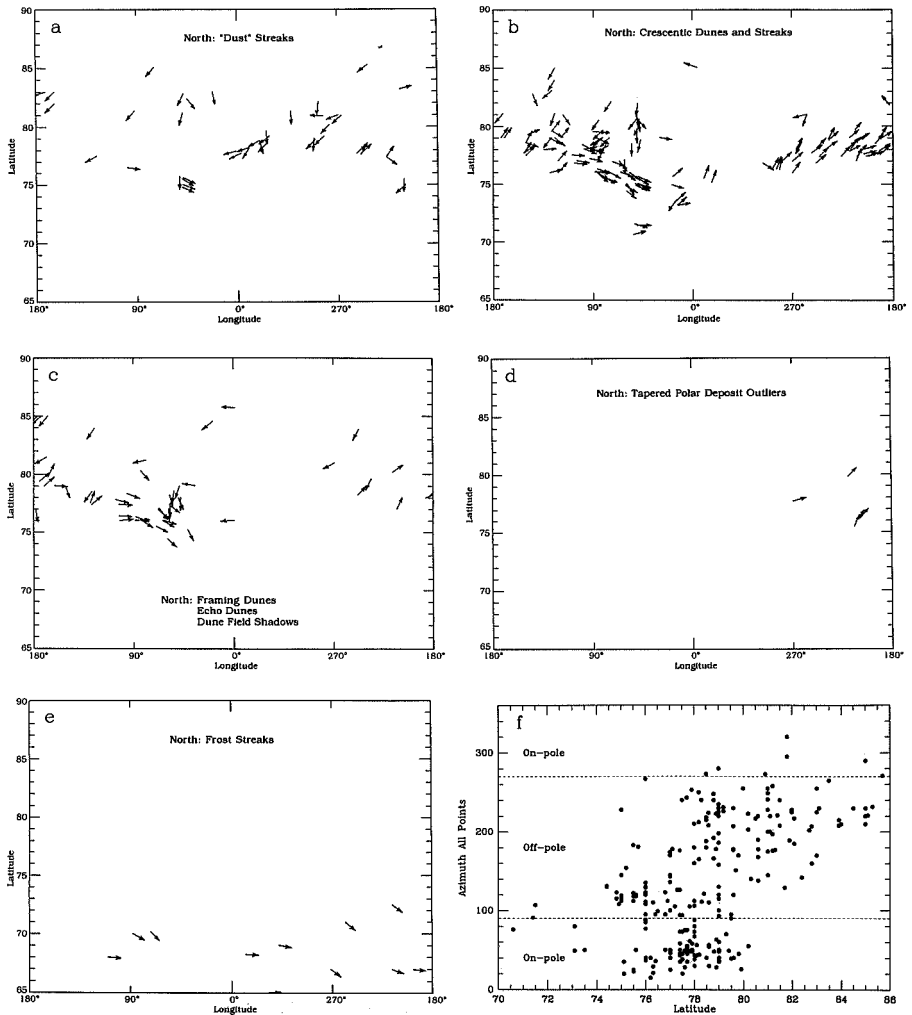 a
North: "Dust" Streaks
90
85
80
75
70
65
Latitude
180°
90°
0°
270°
180°
Longitude
b
North: Crescentic Dunes and Streaks
90
85
80
75
70
65
Latitude
180°
90°
0°
270°
180°
Longitude
c
90
85
80
75
70
65
Latitude
North: Framing Dunes
Echo Dunes
Dune Field Shadows
180°
90°
0°
270°
180°
Longitude
d
North: Tapered Polar Deposit Outliers
90
85
80
75
70
65
Latitude
180°
90°
0°
270°
180°
Longitude
e
North: Frost Streaks
90
85
80
75
70
65
Latitude
180°
90°
0°
270°
180°
Longitude
f
On-pole
Off-pole
On-pole
300
200
100
0
Azimuth All Points
70
72
74
76
78
80
82
84
86
88
Latitude